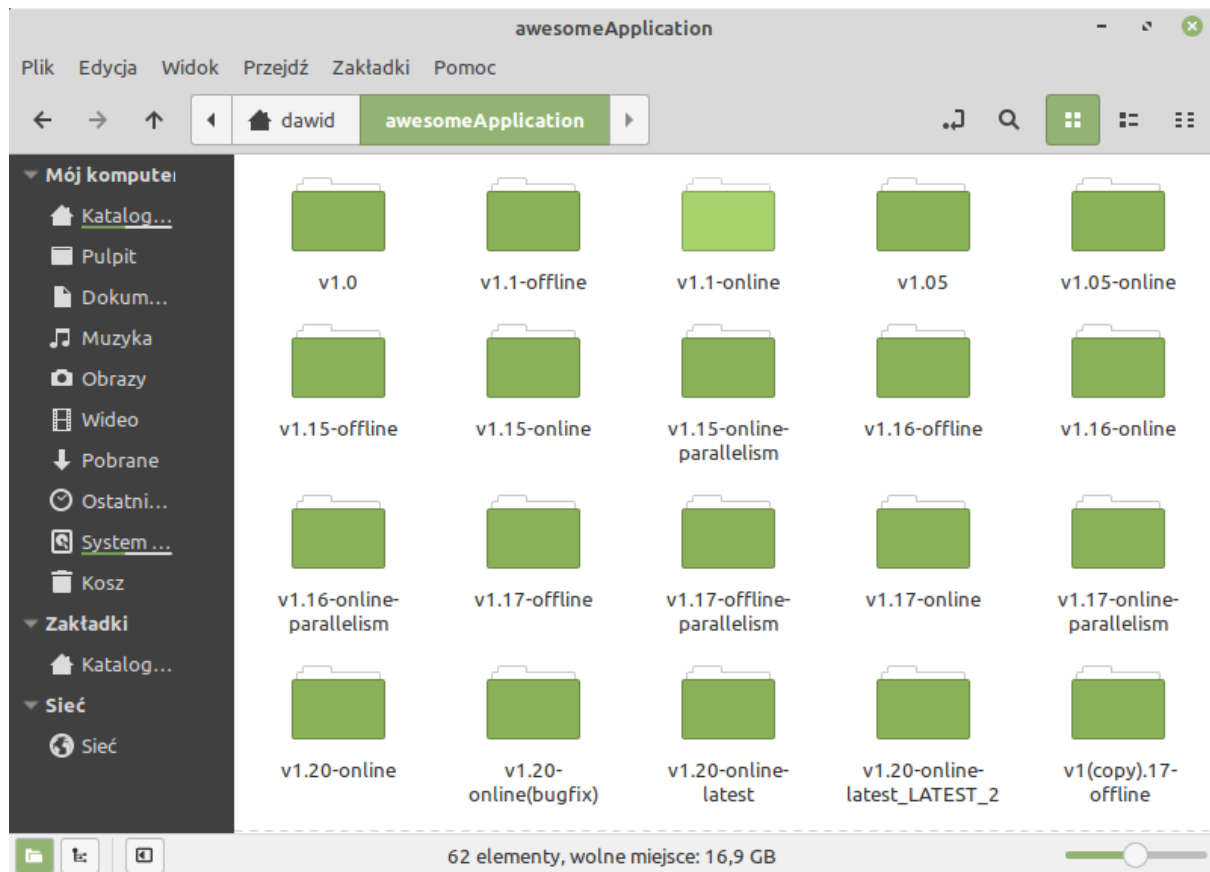 awesomeApplication
Plik Edycja Widok Przejdź Zakładki Pomoc
dawid awesomeApplication
Mój komputer
Katalog...
Pulpit
Dokum...
Muzyka
Obrazy
Wideo
Pobrane
Ostatni...
System ...
Kosz
Zakładki
Katalog...
Sieć
Sieć
v1.0 v1.1-offline v1.1-online v1.05 v1.05-online
v1.15-offline v1.15-online v1.15-online-
parallelism v1.16-offline v1.16-online
v1.16-online-
parallelism v1.17-offline v1.17-offline-
parallelism v1.17-online v1.17-online-
parallelism
v1.20-online v1.20-
online(bugfix) v1.20-online-
latest v1.20-online-
latest_LATEST_2 v1(copy).17-
offline
62 elementy, wolne miejsce: 16,9 GB